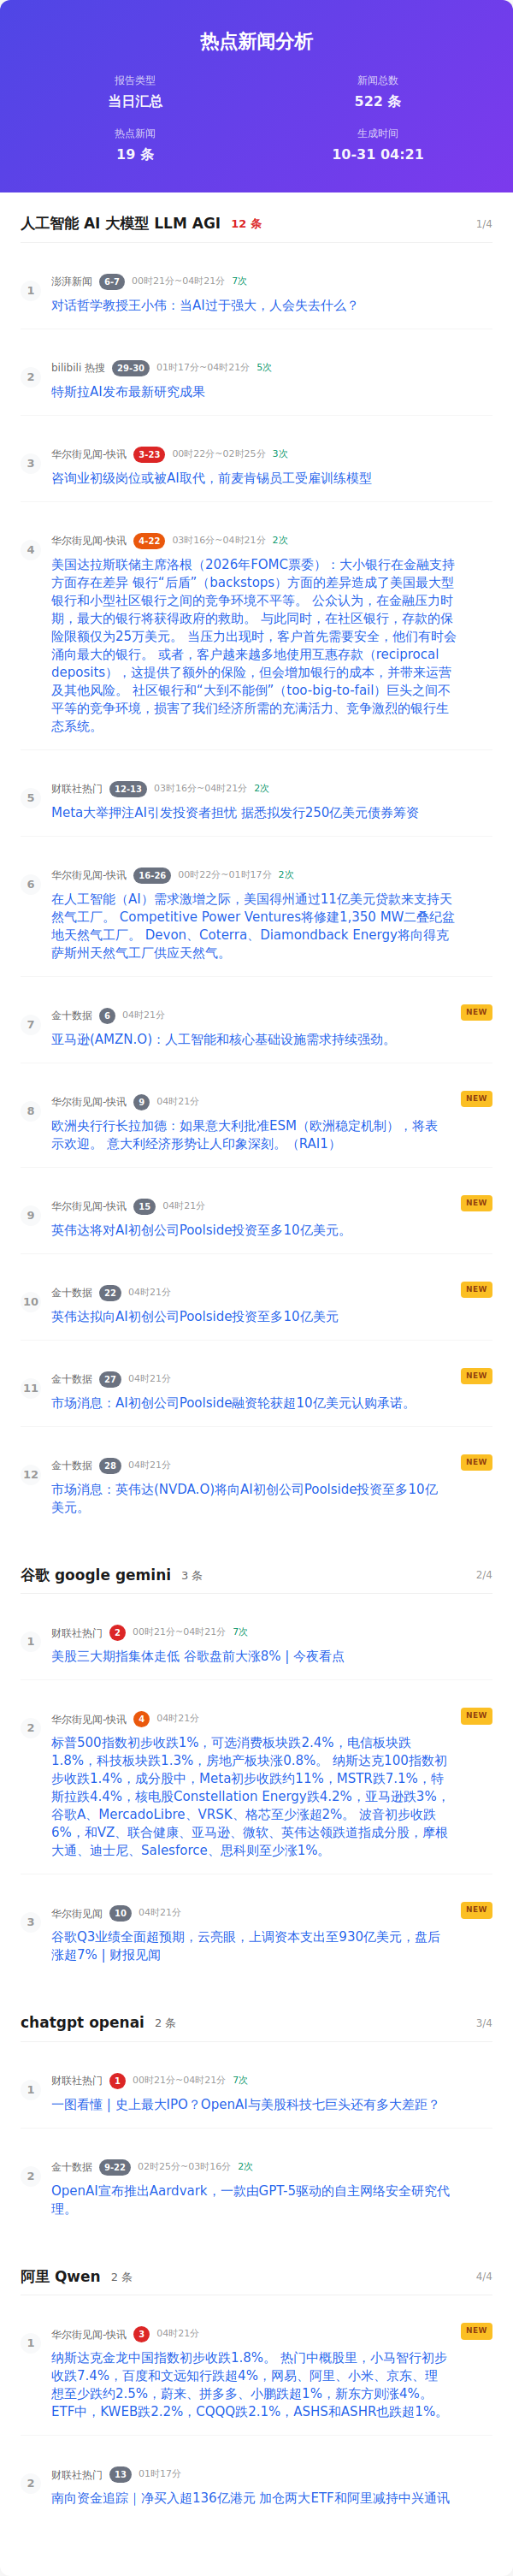 热点新闻分析
报告类型 新闻总数
当日汇总 522 条
热点新闻 生成时间
19 条 10-31 04:21
人工智能 AI 大模型 LLM AGI 12 条 1/4
1 澎湃新闻 6-7 00时21分~04时21分 7次
对话哲学教授王小伟：当AI过于强大，人会失去什么？
2 bilibili 热搜 29-30 01时17分~04时21分 5次
特斯拉AI发布最新研究成果
3 华尔街见闻-快讯 3-23 00时22分~02时25分 3次
咨询业初级岗位或被AI取代，前麦肯锡员工受雇训练模型
4 华尔街见闻-快讯 4-22 03时16分~04时21分 2次
美国达拉斯联储主席洛根（2026年FOMC票委）：大小银行在金融支持
方面存在差异 银行“后盾”（backstops）方面的差异造成了美国最大型
银行和小型社区银行之间的竞争环境不平等。 公众认为，在金融压力时
期，最大的银行将获得政府的救助。 与此同时，在社区银行，存款的保
险限额仅为25万美元。 当压力出现时，客户首先需要安全，他们有时会
涌向最大的银行。 或者，客户越来越多地使用互惠存款（reciprocal
deposits），这提供了额外的保险，但会增加银行的成本，并带来运营
及其他风险。 社区银行和“大到不能倒”（too-big-to-fail）巨头之间不
平等的竞争环境，损害了我们经济所需的充满活力、竞争激烈的银行生
态系统。
5 财联社热门 12-13 03时16分~04时21分 2次
Meta大举押注AI引发投资者担忧 据悉拟发行250亿美元债券筹资
6 华尔街见闻-快讯 16-26 00时22分~01时17分 2次
在人工智能（AI）需求激增之际，美国得州通过11亿美元贷款来支持天
然气工厂。 Competitive Power Ventures将修建1,350 MW二叠纪盆
地天然气工厂。 Devon、Coterra、Diamondback Energy将向得克
萨斯州天然气工厂供应天然气。
7 金十数据 6 04时21分 NEW
亚马逊(AMZN.O)：人工智能和核心基础设施需求持续强劲。
8 华尔街见闻-快讯 9 04时21分 NEW
欧洲央行行长拉加德：如果意大利批准ESM（欧洲稳定机制），将表
示欢迎。 意大利经济形势让人印象深刻。（RAI1）
9 华尔街见闻-快讯 15 04时21分 NEW
英伟达将对AI初创公司Poolside投资至多10亿美元。
10 金十数据 22 04时21分 NEW
英伟达拟向AI初创公司Poolside投资至多10亿美元
11 金十数据 27 04时21分 NEW
市场消息：AI初创公司Poolside融资轮获超10亿美元认购承诺。
12 金十数据 28 04时21分 NEW
市场消息：英伟达(NVDA.O)将向AI初创公司Poolside投资至多10亿
美元。
谷歌 google gemini 3 条 2/4
1 财联社热门 2 00时21分~04时21分 7次
美股三大期指集体走低 谷歌盘前大涨8% | 今夜看点
2 华尔街见闻-快讯 4 04时21分 NEW
标普500指数初步收跌1%，可选消费板块跌2.4%，电信板块跌
1.8%，科技板块跌1.3%，房地产板块涨0.8%。 纳斯达克100指数初
步收跌1.4%，成分股中，Meta初步收跌约11%，MSTR跌7.1%，特
斯拉跌4.4%，核电股Constellation Energy跌4.2%，亚马逊跌3%，
谷歌A、MercadoLibre、VRSK、格芯至少涨超2%。 波音初步收跌
6%，和VZ、联合健康、亚马逊、微软、英伟达领跌道指成分股，摩根
大通、迪士尼、Salesforce、思科则至少涨1%。
3 华尔街见闻 10 04时21分 NEW
谷歌Q3业绩全面超预期，云亮眼，上调资本支出至930亿美元，盘后
涨超7% | 财报见闻
chatgpt openai 2 条 3/4
1 财联社热门 1 00时21分~04时21分 7次
一图看懂 | 史上最大IPO？OpenAI与美股科技七巨头还有多大差距？
2 金十数据 9-22 02时25分~03时16分 2次
OpenAI宣布推出Aardvark，一款由GPT-5驱动的自主网络安全研究代
理。
阿里 Qwen 2 条 4/4
1 华尔街见闻-快讯 3 04时21分 NEW
纳斯达克金龙中国指数初步收跌1.8%。 热门中概股里，小马智行初步
收跌7.4%，百度和文远知行跌超4%，网易、阿里、小米、京东、理
想至少跌约2.5%，蔚来、拼多多、小鹏跌超1%，新东方则涨4%。
ETF中，KWEB跌2.2%，CQQQ跌2.1%，ASHS和ASHR也跌超1%。
2 财联社热门 13 01时17分
南向资金追踪｜净买入超136亿港元 加仓两大ETF和阿里减持中兴通讯